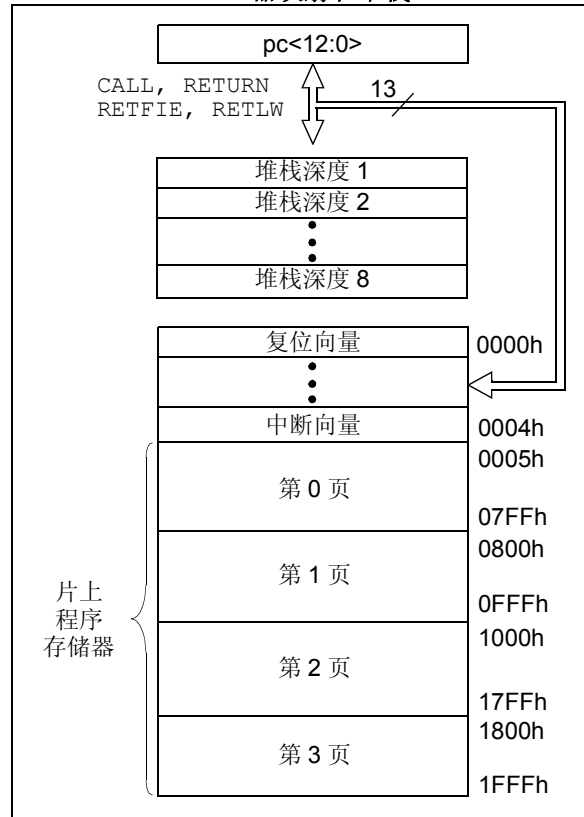 pc<12:0>
CALL, RETURN
RETFIE, RETLW
13
堆栈深度 1
堆栈深度 2
堆栈深度 8
复位向量
0000h
中断向量
0004h
0005h
第 0 页
07FFh
0800h
第 1 页
0FFFh
片上
程序
存储器
1000h
第 2 页
17FFh
1800h
第 3 页
1FFFh